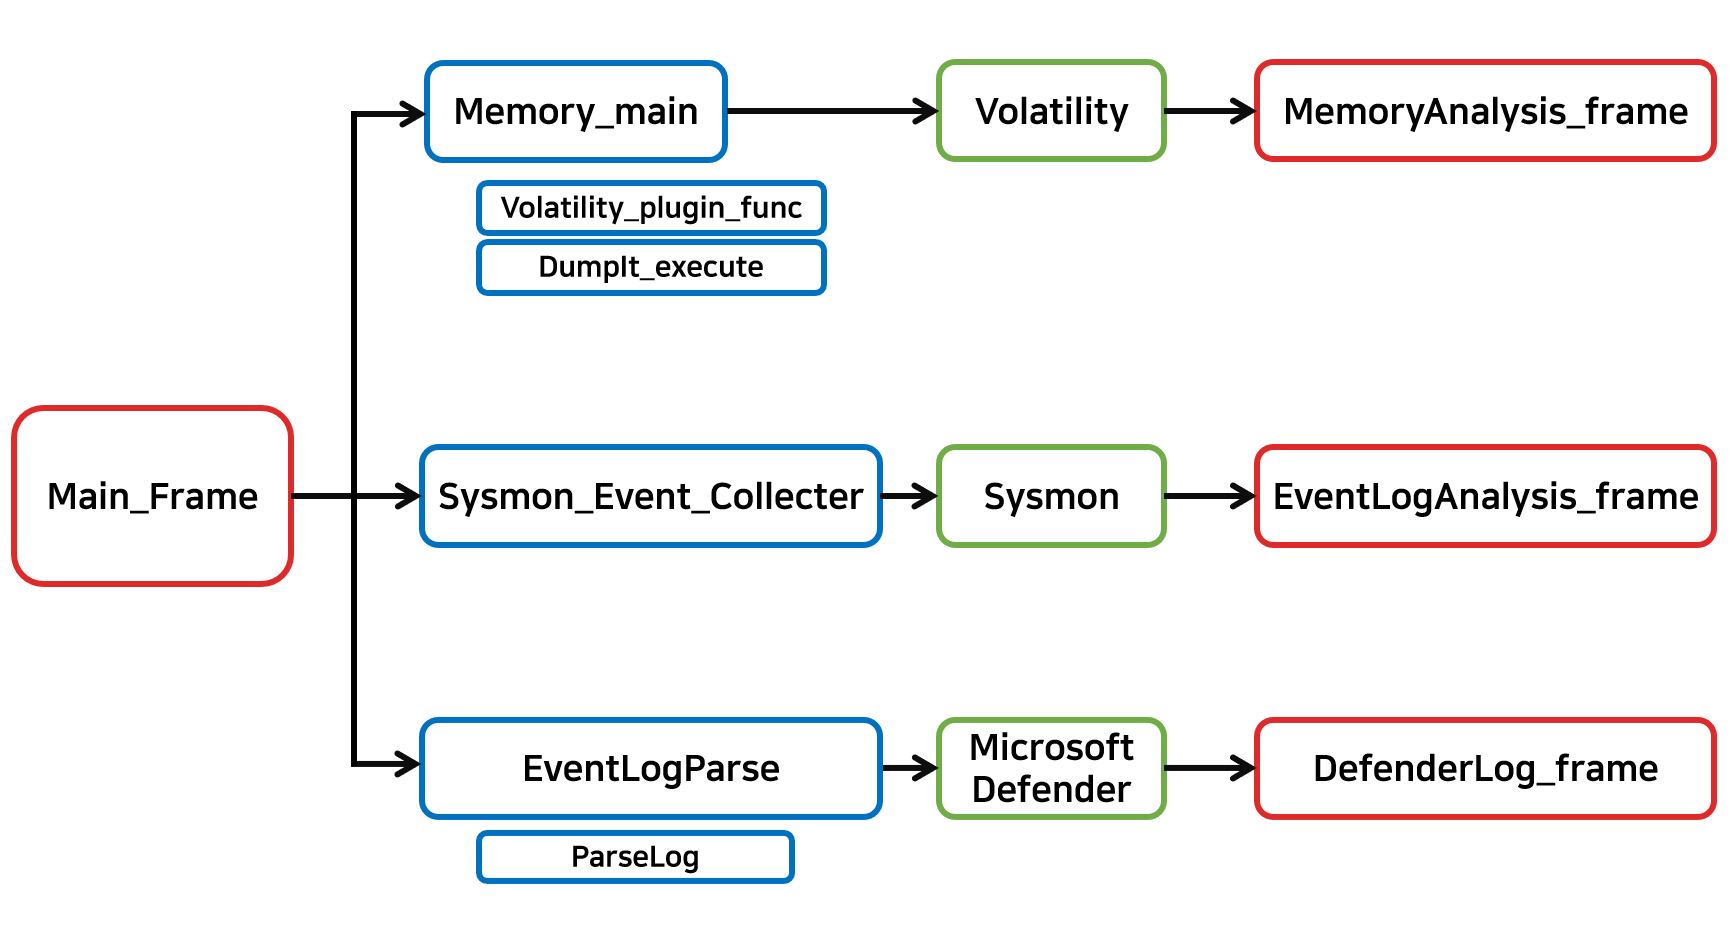 Memory_main
Volatility
MemoryAnalysis_frame
Volatility_plugin_func
DumpIt_execute
Main_Frame
Sysmon_Event_Collecter
Sysmon
EventLogAnalysis_frame
EventLogParse
Microsoft
Defender
DefenderLog_frame
ParseLog